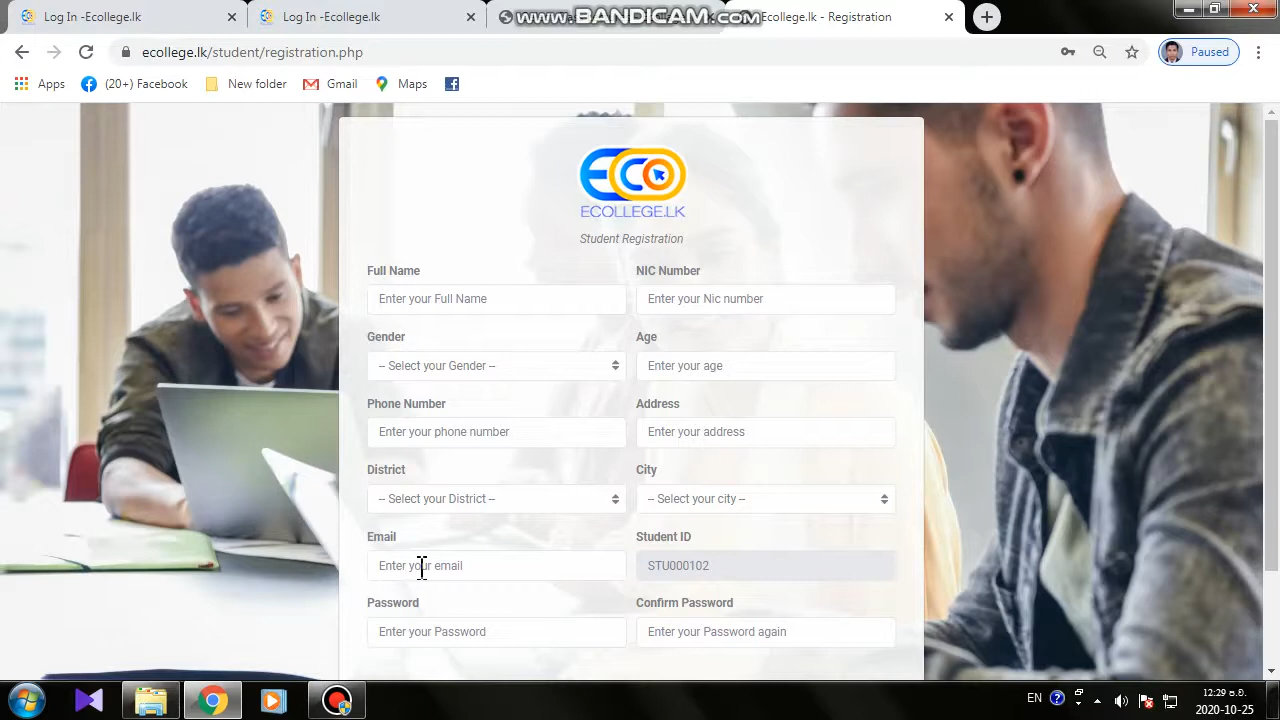 Log In -Ecollege.lk
Log In -Ecollege.lk
WWW.BANDICAM.COM
Ecollege.lk - Registration
ecollege.lk/student/registration.php
Paused
Apps
(20+) Facebook
New folder
Gmail
Maps
ECO
ECOLLEGE.LK
Student Registration
Full Name
NIC Number
Enter your Full Name
Enter your Nic number
Gender
Age
-- Select your Gender --
Enter your age
Phone Number
Address
Enter your phone number
Enter your address
District
City
-- Select your District --
-- Select your city --
Email
Student ID
Enter your email
STU000102
Password
Confirm Password
Enter your Password
Enter your Password again
EN
12:29 ප.ව.
2020-10-25